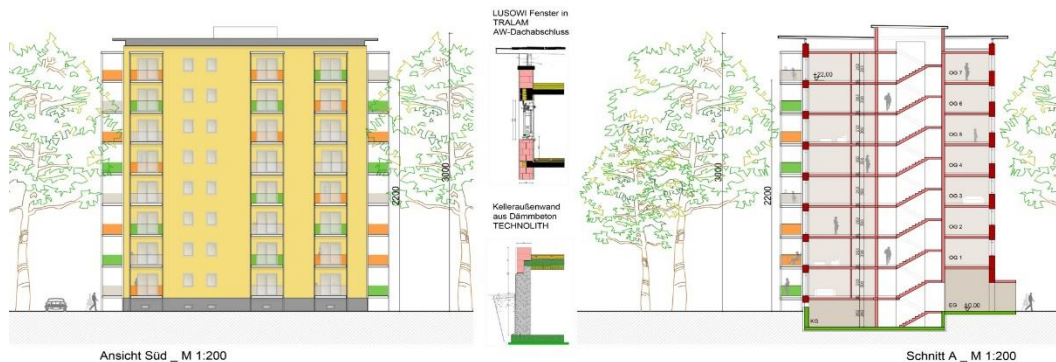 3000
2200
Ansicht Süd _ M 1:200
LUSOWI Fenster in
TRALAM
AW-Dachabschluss
Kelleraußenwand
aus Dämmbeton
TECHNOLITH
2200
3000
+22,00
OG 7
OG 6
OG 5
OG 4
OG 3
OG 2
OG 1
EG
±0,00
KG
Schnitt A _ M 1:200